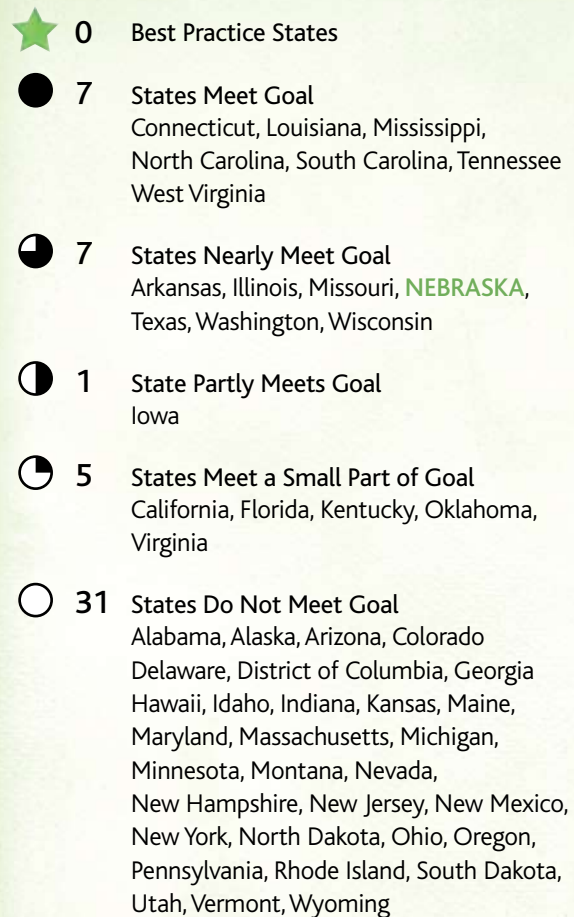 0 Best Practice States
7 States Meet Goal
Connecticut, Louisiana, Mississippi,
North Carolina, South Carolina, Tennessee
West Virginia
7 States Nearly Meet Goal
Arkansas, Illinois, Missouri, NEBRASKA,
Texas, Washington, Wisconsin
1 State Partly Meets Goal
Iowa
5 States Meet a Small Part of Goal
California, Florida, Kentucky, Oklahoma,
Virginia
31 States Do Not Meet Goal
Alabama, Alaska, Arizona, Colorado
Delaware, District of Columbia, Georgia
Hawaii, Idaho, Indiana, Kansas, Maine,
Maryland, Massachusetts, Michigan,
Minnesota, Montana, Nevada,
New Hampshire, New Jersey, New Mexico,
New York, North Dakota, Ohio, Oregon,
Pennsylvania, Rhode Island, South Dakota,
Utah, Vermont, Wyoming